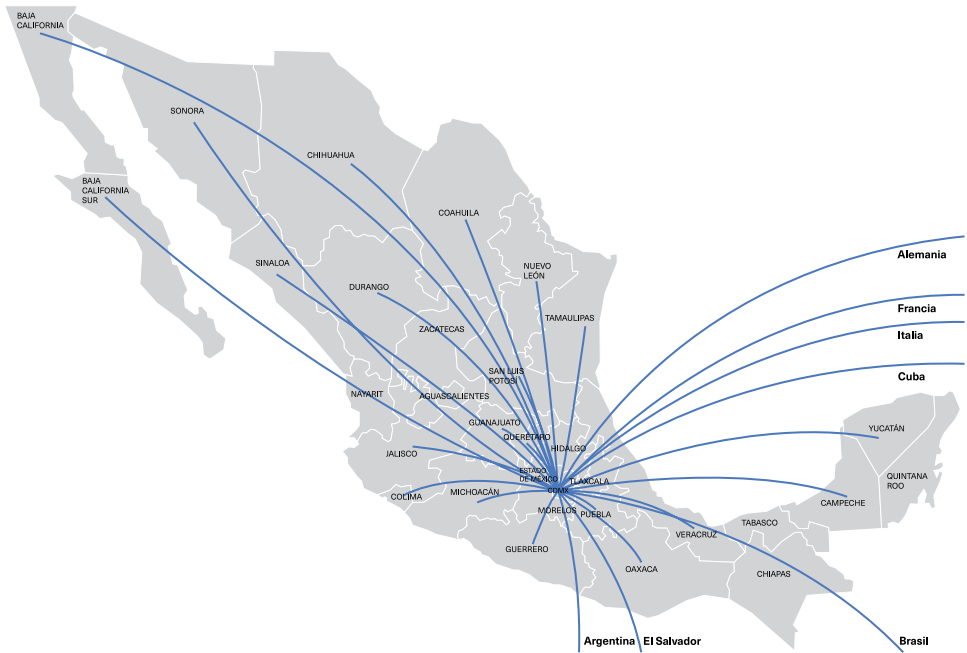 BAJA
CALIFORNIA
SONORA
CHIHUAHUA
BAJA
CALIFORNIA
SUR
COAHUILA
SINALOA
NUEVO
LEÓN
DURANGO
TAMAULIPAS
ZACATECAS
SAN LUIS
POTOSÍ
NAYARIT
AGUASCALIENTES
GUANAJUATO
QUERÉTARO
HIDALGO
JALISCO
ESTADO
DE MÉXICO
TLAXCALA
CDMX
COLIMA
MICHOACÁN
MORELOS
PUEBLA
GUERRERO
VERACRUZ
OAXACA
TABASCO
CHIAPAS
CAMPECHE
YUCATÁN
QUINTANA
ROO
Alemania
Francia
Italia
Cuba
Argentina
El Salvador
Brasil